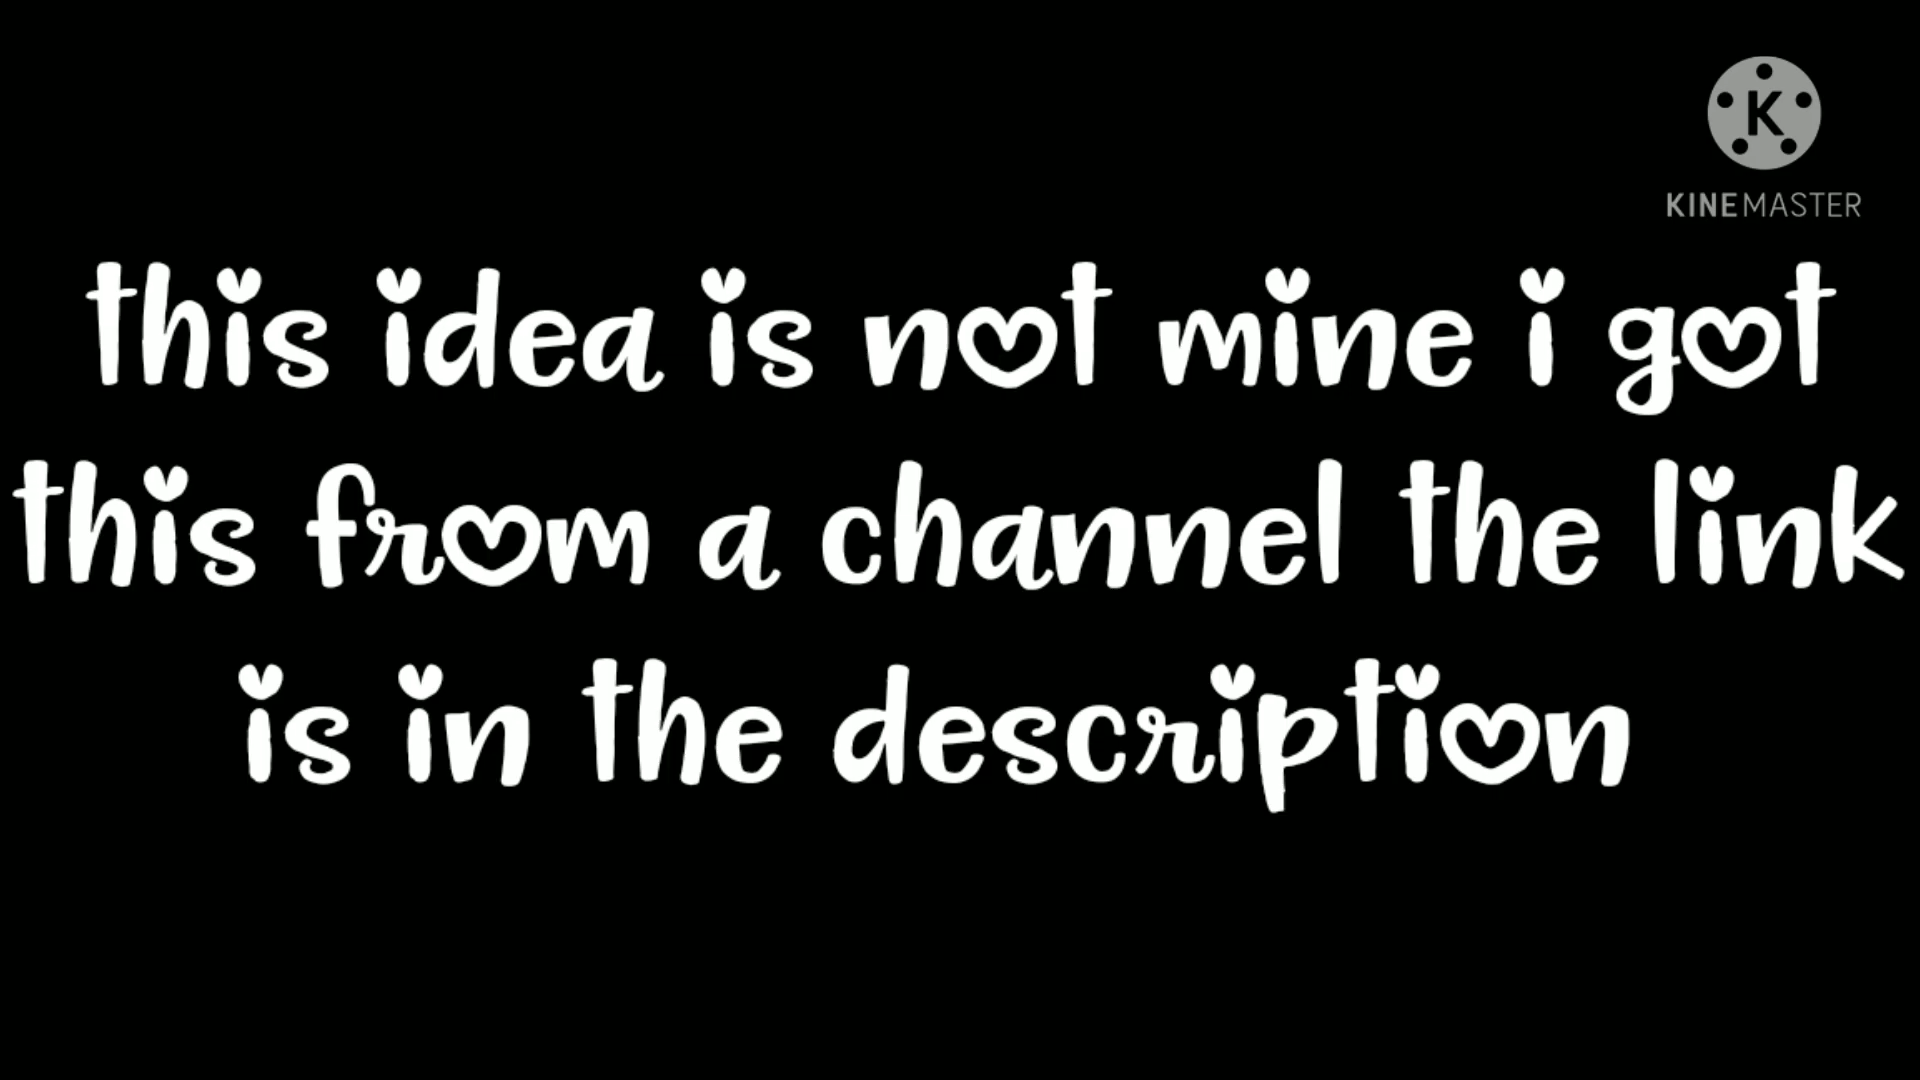 K
KINEMASTER
this idea is not mine i got
this from a channel the link
is in the description